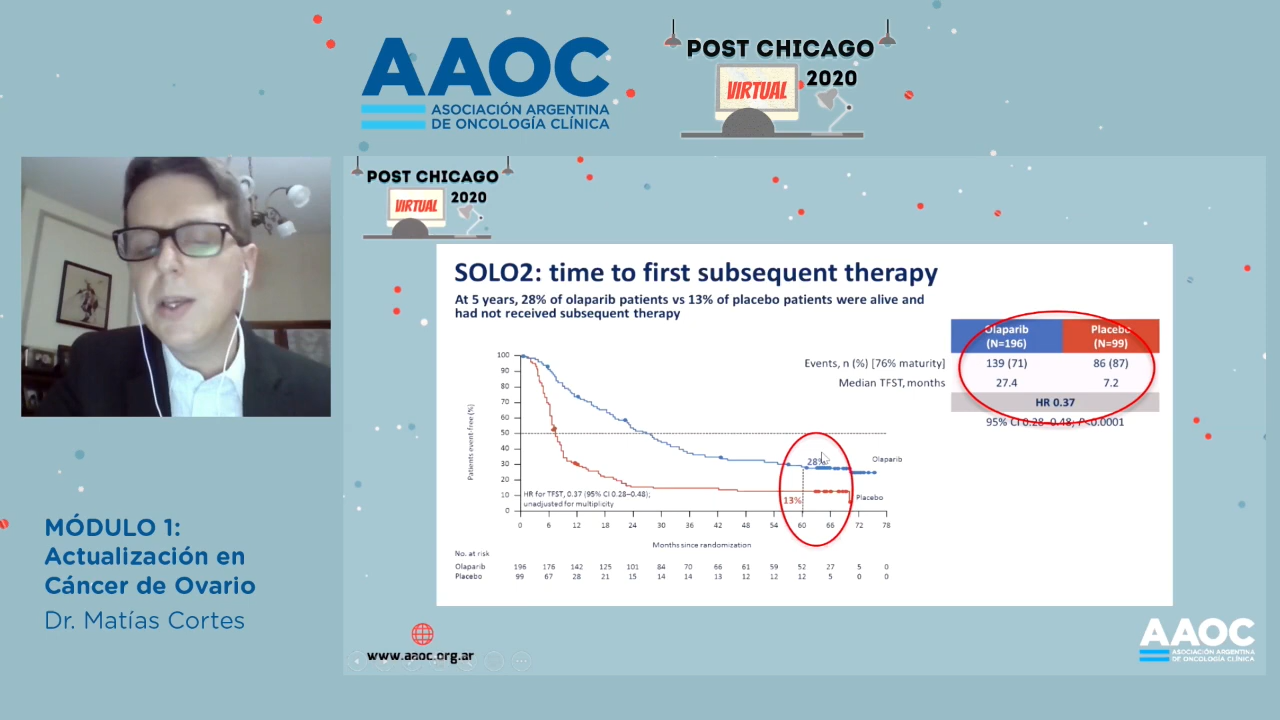 AAOC
ASOCIACIÓN ARGENTINA
DE ONCOLOGÍA CLÍNICA
POST CHICAGO
2020
VIRTUAL
POST CHICAGO
2020
VIRTUAL
SOLO2: time to first subsequent therapy
At 5 years, 28% of olaparib patients vs 13% of placebo patients were alive and
had not received subsequent therapy
Olaparib
(N=196)
Placebo
(N=99)
Events, n (%) [76% maturity]
139 (71)
86 (87)
Median TFST, months
27.4
7.2
HR 0.37
95% CI 0.28–0.48; P<0.0001
Patients event-free (%)
100
90
80
70
60
50
40
30
20
10
0
28%
13%
Olaparib
Placebo
HR for TFST, 0.37 (95% CI 0.28–0.48);
unadjusted for multiplicity
0 6 12 18 24 30 36 42 48 54 60 66 72 78
Months since randomization
No. at risk
Olaparib 196 176 142 125 101 84 70 66 61 59 52 27 5 0
Placebo 99 67 28 21 15 14 14 13 12 12 12 5 0 0
MÓDULO 1:
Actualización en
Cáncer de Ovario
Dr. Matías Cortes
www.aaoc.org.ar
AAOC
ASOCIACIÓN ARGENTINA
DE ONCOLOGÍA CLÍNICA